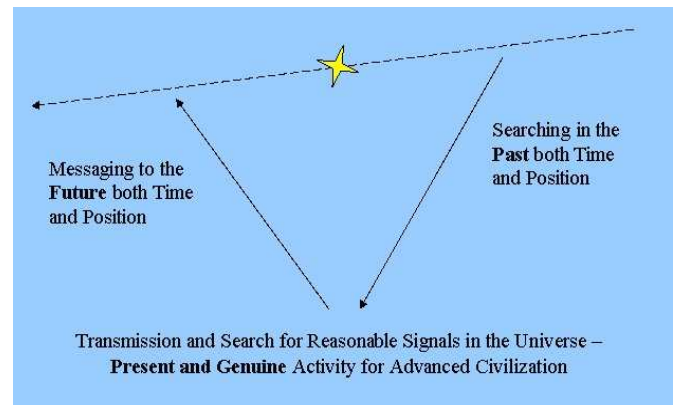 Searching in the
Past both Time
and Position
Messaging to the
Future both Time
and Position
Transmission and Search for Reasonable Signals in the Universe –
Present and Genuine Activity for Advanced Civilization